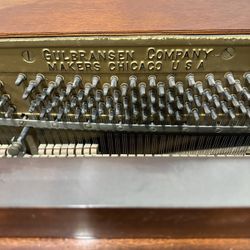 GULBRANSEN COMPANY
MAKERS CHICAGO U.S.A